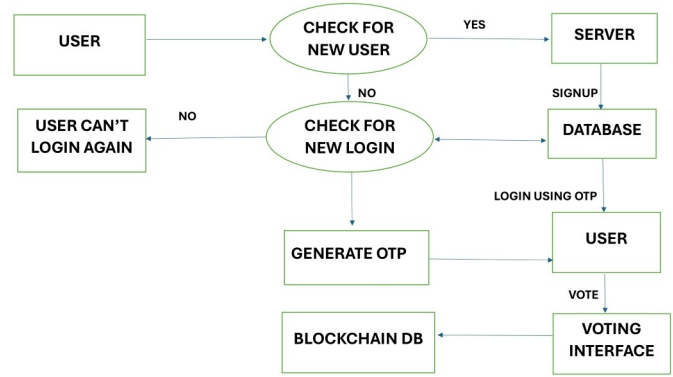 USER
CHECK FOR
NEW USER
YES
SERVER
SIGNUP
NO
NO
USER CAN'T
LOGIN AGAIN
CHECK FOR
NEW LOGIN
DATABASE
LOGIN USING OTP
GENERATE OTP
USER
VOTE
BLOCKCHAIN DB
VOTING
INTERFACE